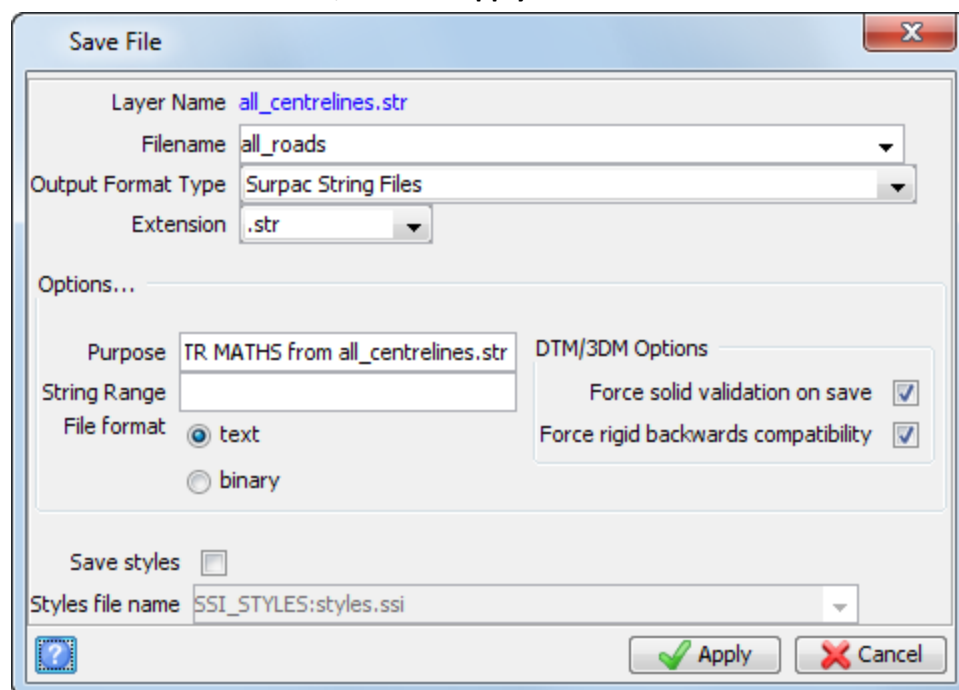 Save File
Layer Name all_centrelines.str
Filename all_roads
Output Format Type Surpac String Files
Extension .str
Options...
Purpose TR MATHS from all_centrelines.str
DTM/3DM Options
String Range
Force solid validation on save
File format text
Force rigid backwards compatibility
binary
Save styles
Styles file name SSI_STYLES:styles.ssi
? Apply Cancel